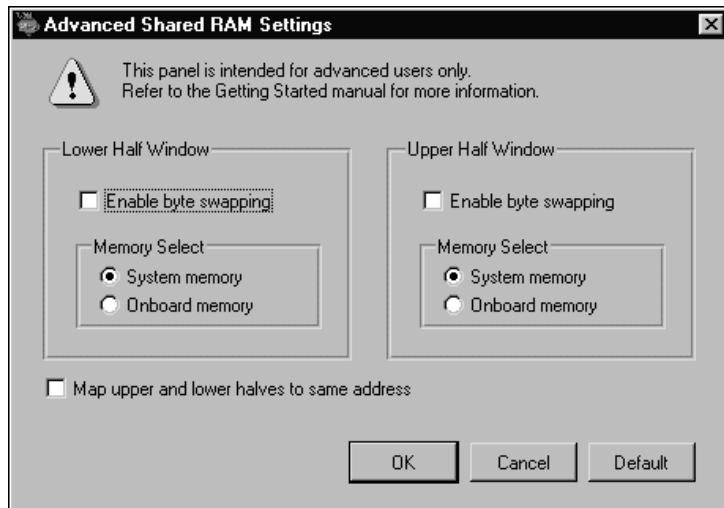 Advanced Shared RAM Settings
This panel is intended for advanced users only.
Refer to the Getting Started manual for more information.
Lower Half Window
Enable byte swapping
Memory Select
System memory
Onboard memory
Upper Half Window
Enable byte swapping
Memory Select
System memory
Onboard memory
Map upper and lower halves to same address
OK
Cancel
Default